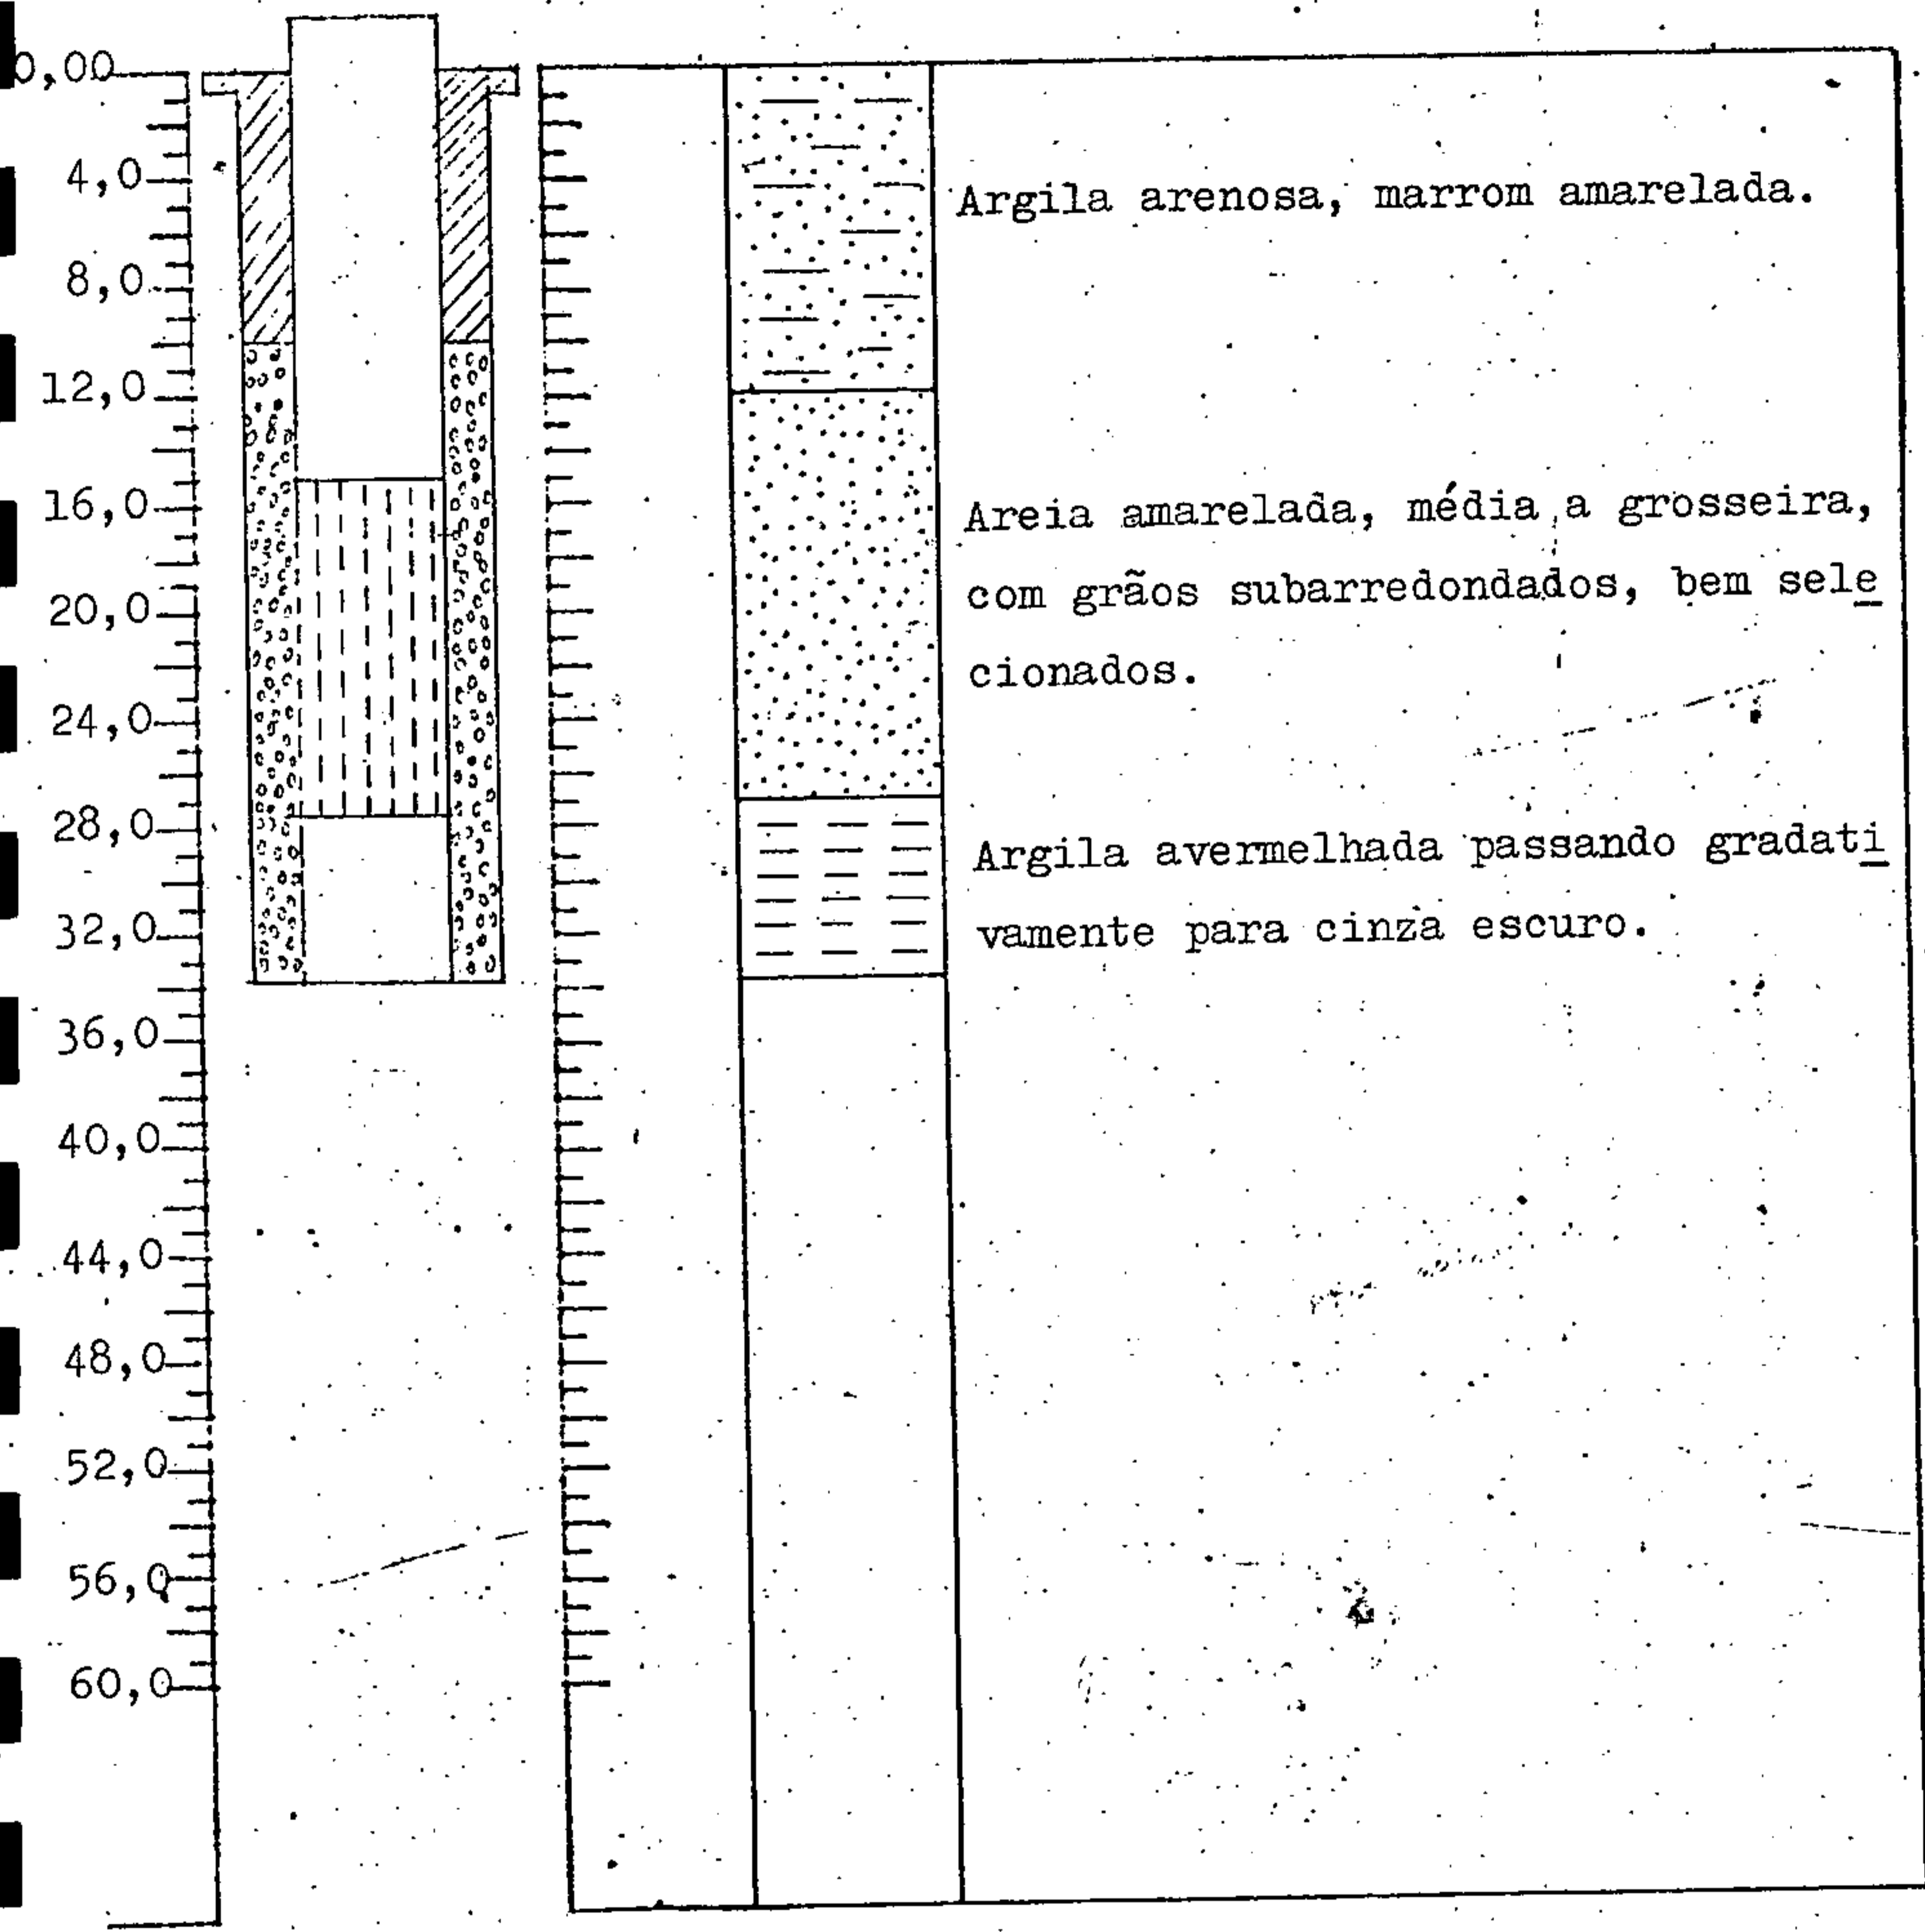 0,00
4,0
8,0
12,0
16,0
20,0
24,0
28,0
32,0
36,0
40,0
44,0
48,0
52,0
56,0
60,0
Argila arenosa, marrom amarelada.
Areia amarelada, média a grosseira,
com grãos subarredondados, bem sele
cionados.
Argila avermelhada passando gradati
vamente para cinza escuro.